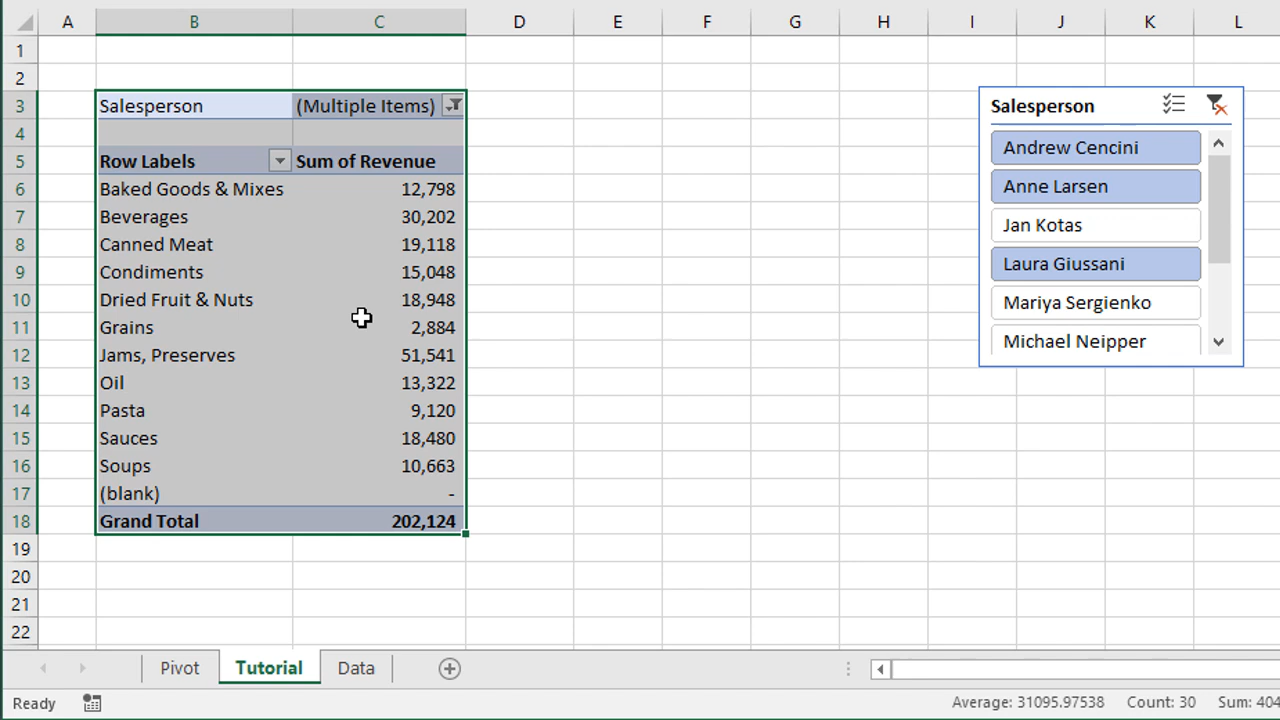 A B C D E F G H I J K L
1
2
3 Salesperson (Multiple Items)
4
5 Row Labels Sum of Revenue
6 Baked Goods & Mixes 12,798
7 Beverages 30,202
8 Canned Meat 19,118
9 Condiments 15,048
10 Dried Fruit & Nuts 18,948
11 Grains 2,884
12 Jams, Preserves 51,541
13 Oil 13,322
14 Pasta 9,120
15 Sauces 18,480
16 Soups 10,663
17 (blank) -
18 Grand Total 202,124
19
20
21
22
Salesperson
Andrew Cencini
Anne Larsen
Jan Kotas
Laura Giussani
Mariya Sergienko
Michael Neipper
Pivot Tutorial Data
Ready Average: 31095.97538 Count: 30 Sum: 404